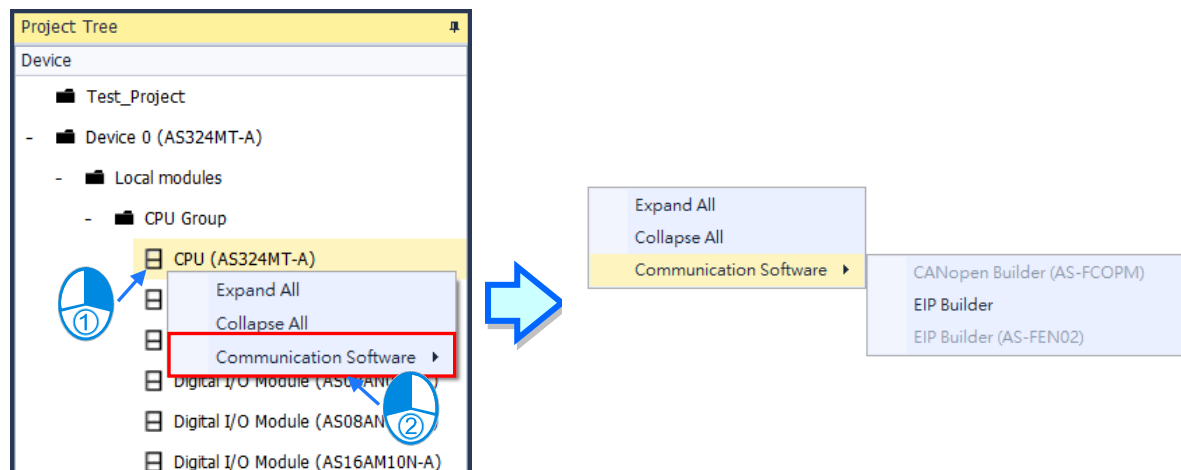 Project Tree
Device
Test_Project
- Device 0 (AS324MT-A)
- Local modules
- CPU Group
CPU (AS324MT-A)
Expand All
Collapse All
Communication Software
Digital I/O Module
Digital I/O Module (AS08AN
Digital I/O Module (AS16AM10N-A)
①
②
Expand All
Collapse All
Communication Software
CANopen Builder (AS-FCOPM)
EIP Builder
EIP Builder (AS-FEN02)